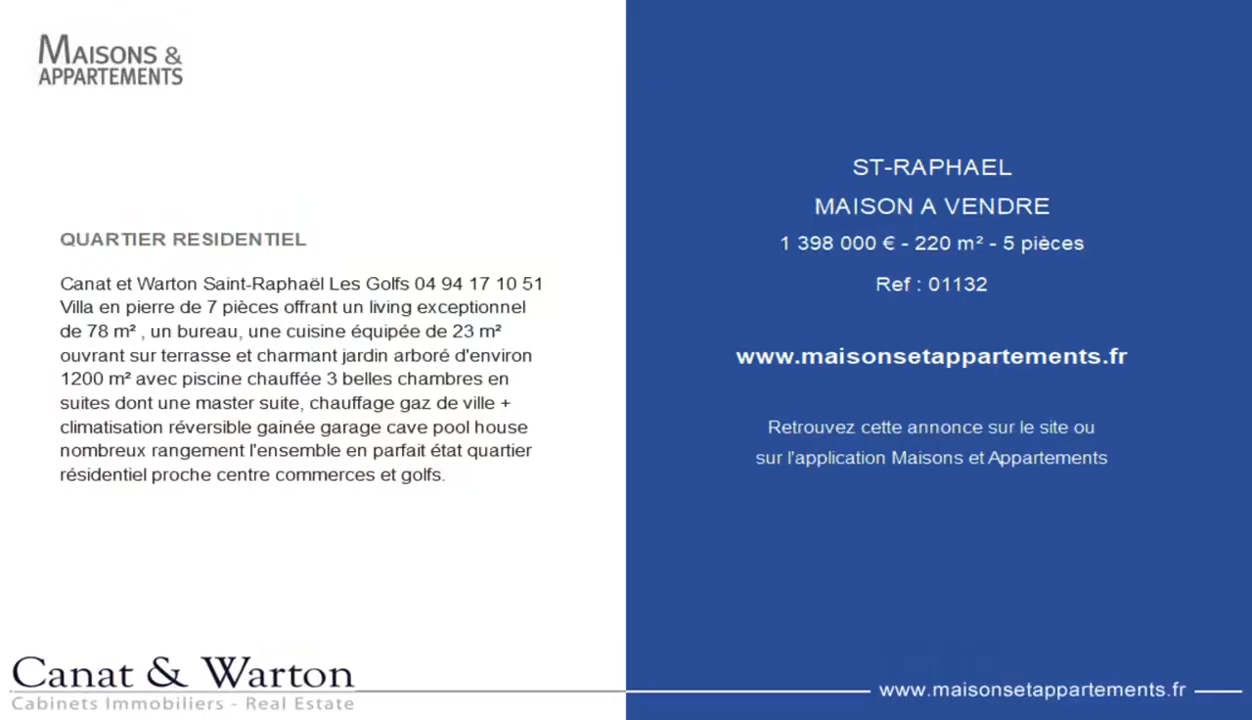 MAISONS &
APPARTEMENTS
QUARTIER RESIDENTIEL
Canat et Warton Saint-Raphaël Les Golfs 04 94 17 10 51
Villa en pierre de 7 pièces offrant un living exceptionnel
de 78 m² , un bureau, une cuisine équipée de 23 m²
ouvrant sur terrasse et charmant jardin arboré d'environ
1200 m² avec piscine chauffée 3 belles chambres en
suites dont une master suite, chauffage gaz de ville +
climatisation réversible gainée garage cave pool house
nombreux rangement l'ensemble en parfait état quartier
résidentiel proche centre commerces et golfs.
Canat & Warton
Cabinets Immobiliers - Real Estate
ST-RAPHAEL
MAISON A VENDRE
1 398 000 € - 220 m² - 5 pièces
Ref : 01132
www.maisonsetappartements.fr
Retrouvez cette annonce sur le site ou
sur l'application Maisons et Appartements
www.maisonsetappartements.fr